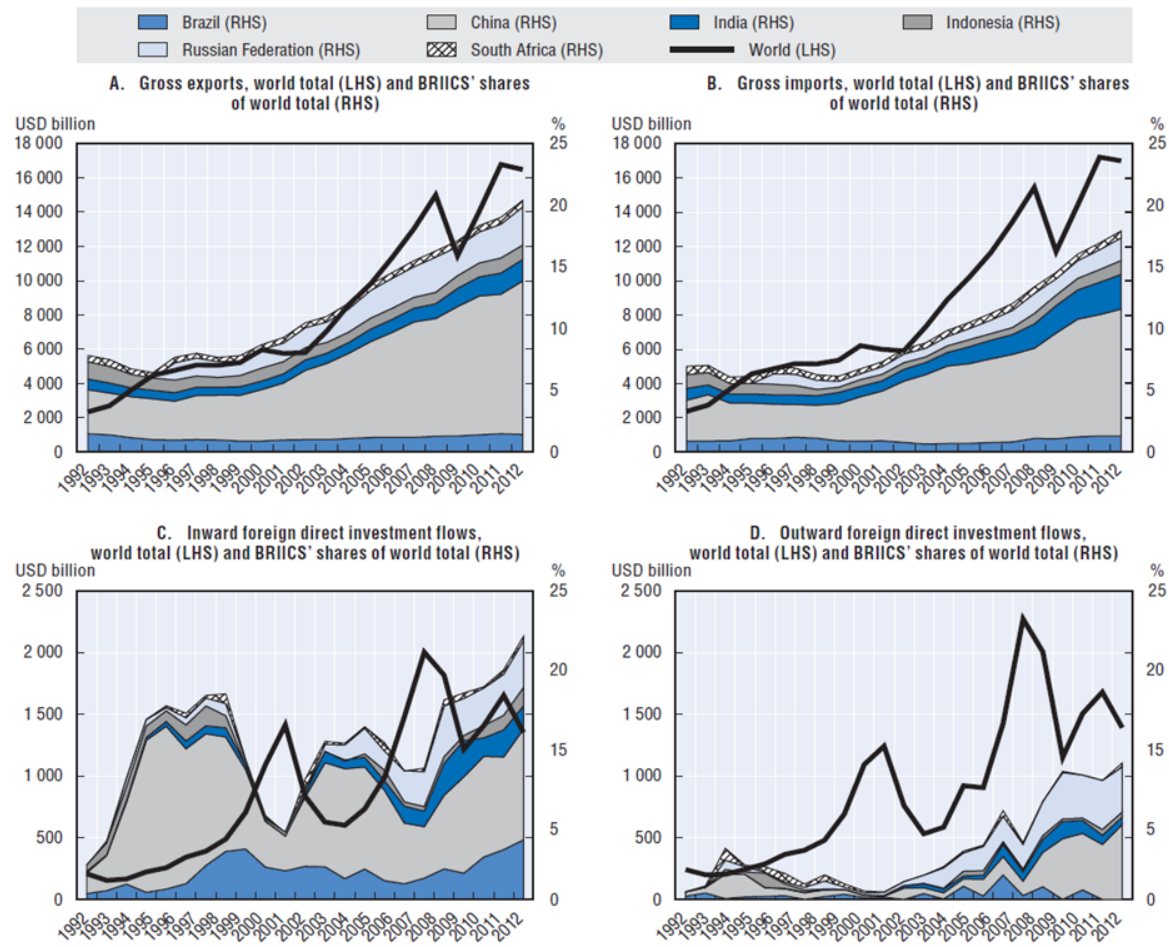 Brazil (RHS) China (RHS) India (RHS) Indonesia (RHS)
Russian Federation (RHS) South Africa (RHS) World (LHS)
A. Gross exports, world total (LHS) and BRIICS' shares
of world total (RHS)
USD billion %
18 000 25
16 000
14 000 20
12 000
10 000 15
8 000 10
6 000
4 000 5
2 000
0 0
1992 1993 1994 1995 1996 1997 1998 1999 2000 2001 2002 2003 2004 2005 2006 2007 2008 2009 2010 2011 2012
B. Gross imports, world total (LHS) and BRIICS' shares
of world total (RHS)
USD billion %
18 000 25
16 000
14 000 20
12 000
10 000 15
8 000 10
6 000
4 000 5
2 000
0 0
1992 1993 1994 1995 1996 1997 1998 1999 2000 2001 2002 2003 2004 2005 2006 2007 2008 2009 2010 2011 2012
C. Inward foreign direct investment flows,
world total (LHS) and BRIICS' shares of world total (RHS)
USD billion %
2 500 25
2 000 20
1 500 15
1 000
500 5
0 0
1992 1993 1994 1995 1996 1997 1998 1999 2000 2001 2002 2003 2004 2005 2006 2007 2008 2009 2010 2011 2012
D. Outward foreign direct investment flows,
world total (LHS) and BRIICS' shares of world total (RHS)
USD billion %
2 500 25
2 000 20
1 500 15
1 000
500 5
0 0
1992 1993 1994 1995 1996 1997 1998 1999 2000 2001 2002 2003 2004 2005 2006 2007 2008 2009 2010 2011 2012